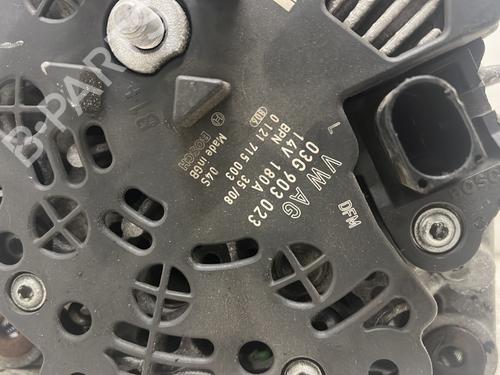 B-PARTS
B+
VW AG
03G 903 023
14V 180A 35/08
BPN
0 121 715 003
04S
Made in GB
BOSCH
L
DFM